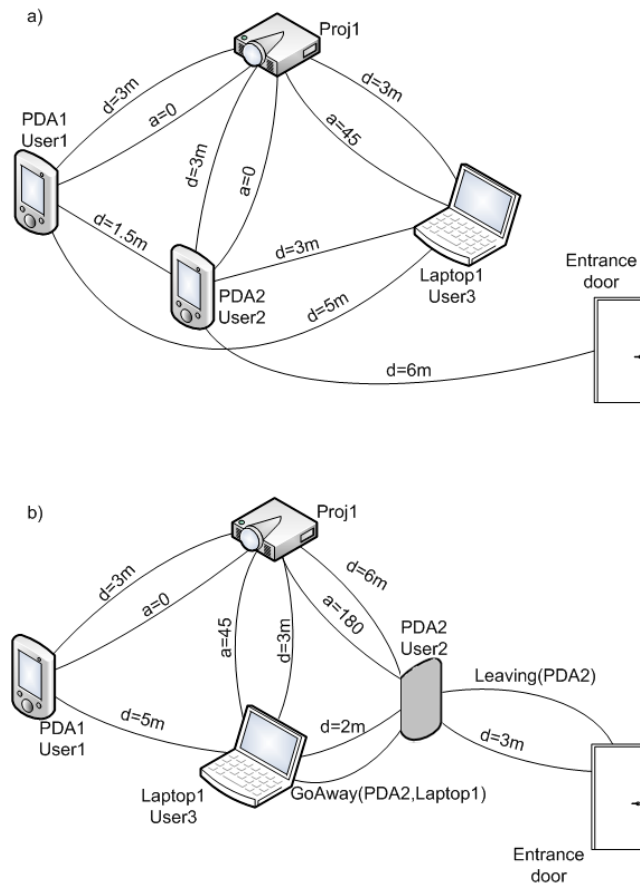 a)
Proj1
d=3m
a=0
d=3m
a=0
d=3m
a=45
PDA1
User1
d=1.5m
d=3m
PDA2
User2
d=5m
Laptop1
User3
Entrance
door
d=6m
b)
Proj1
d=3m
a=0
a=45
d=3m
d=6m
a=180
PDA2
User2
Leaving(PDA2)
PDA1
User1
d=5m
d=2m
d=3m
Laptop1
User3
GoAway(PDA2,Laptop1)
Entrance
door